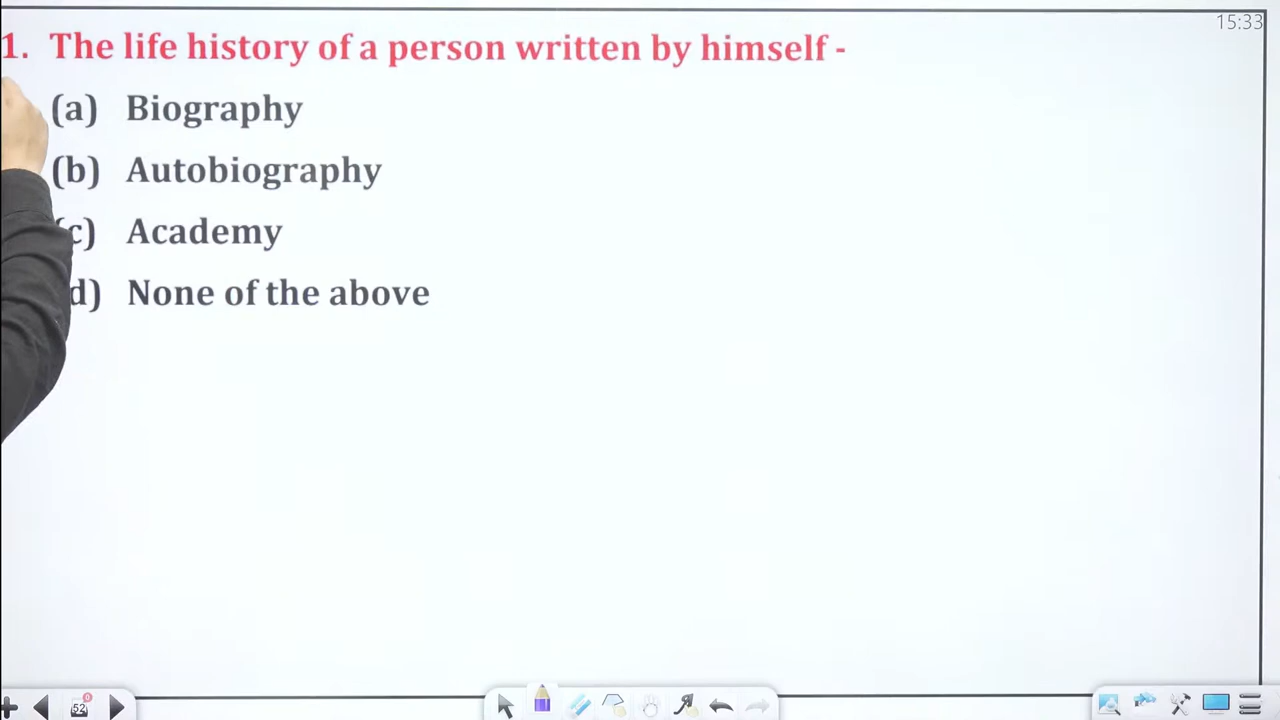 15:33
1. The life history of a person written by himself -
(a) Biography
(b) Autobiography
(c) Academy
(d) None of the above
52